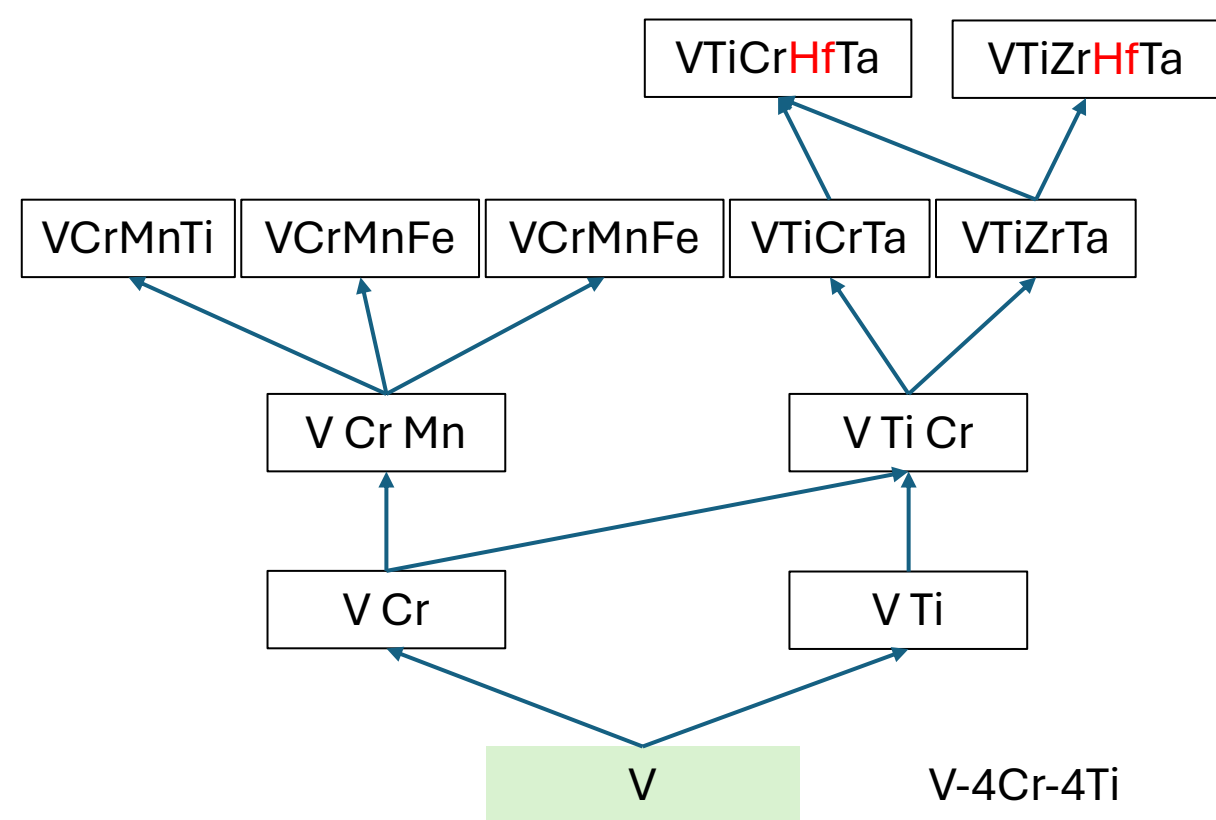 VTiCrHfTa
VTiZrHfTa
VCrMnTi
VCrMnFe
VCrMnFe
VTiCrTa
VTiZrTa
V Cr Mn
V Ti Cr
V Cr
V Ti
V
V-4Cr-4Ti